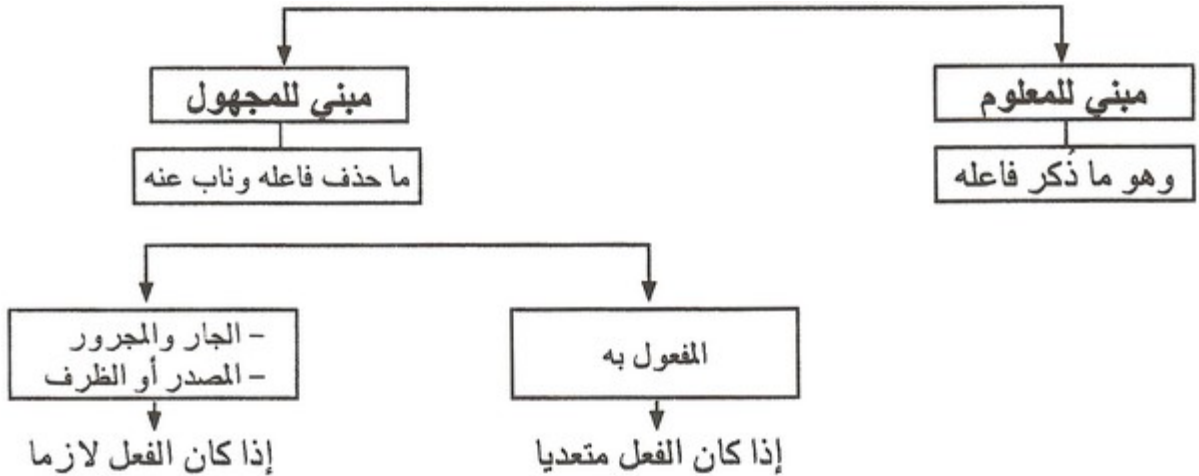 مبني للمعلوم
مبني للمجهول
وهو ما ذُكر فاعله
ما حذف فاعله وناب عنه
المفعول به
– الجار والمجرور
– المصدر أو الظرف
إذا كان الفعل متعديا
إذا كان الفعل لازما